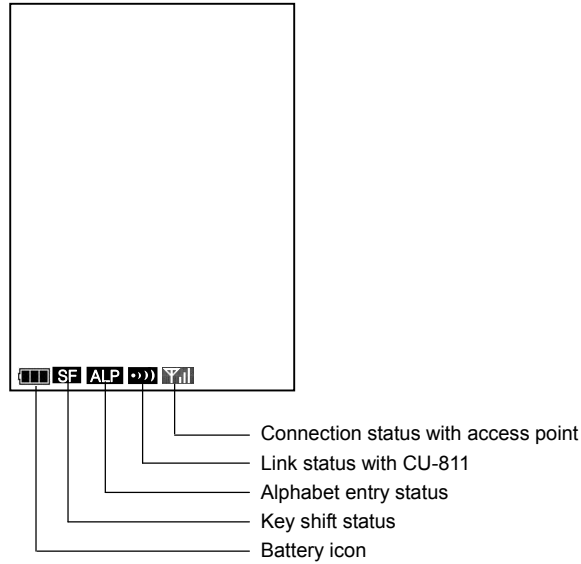 SF ALP
Connection status with access point
Link status with CU-811
Alphabet entry status
Key shift status
Battery icon